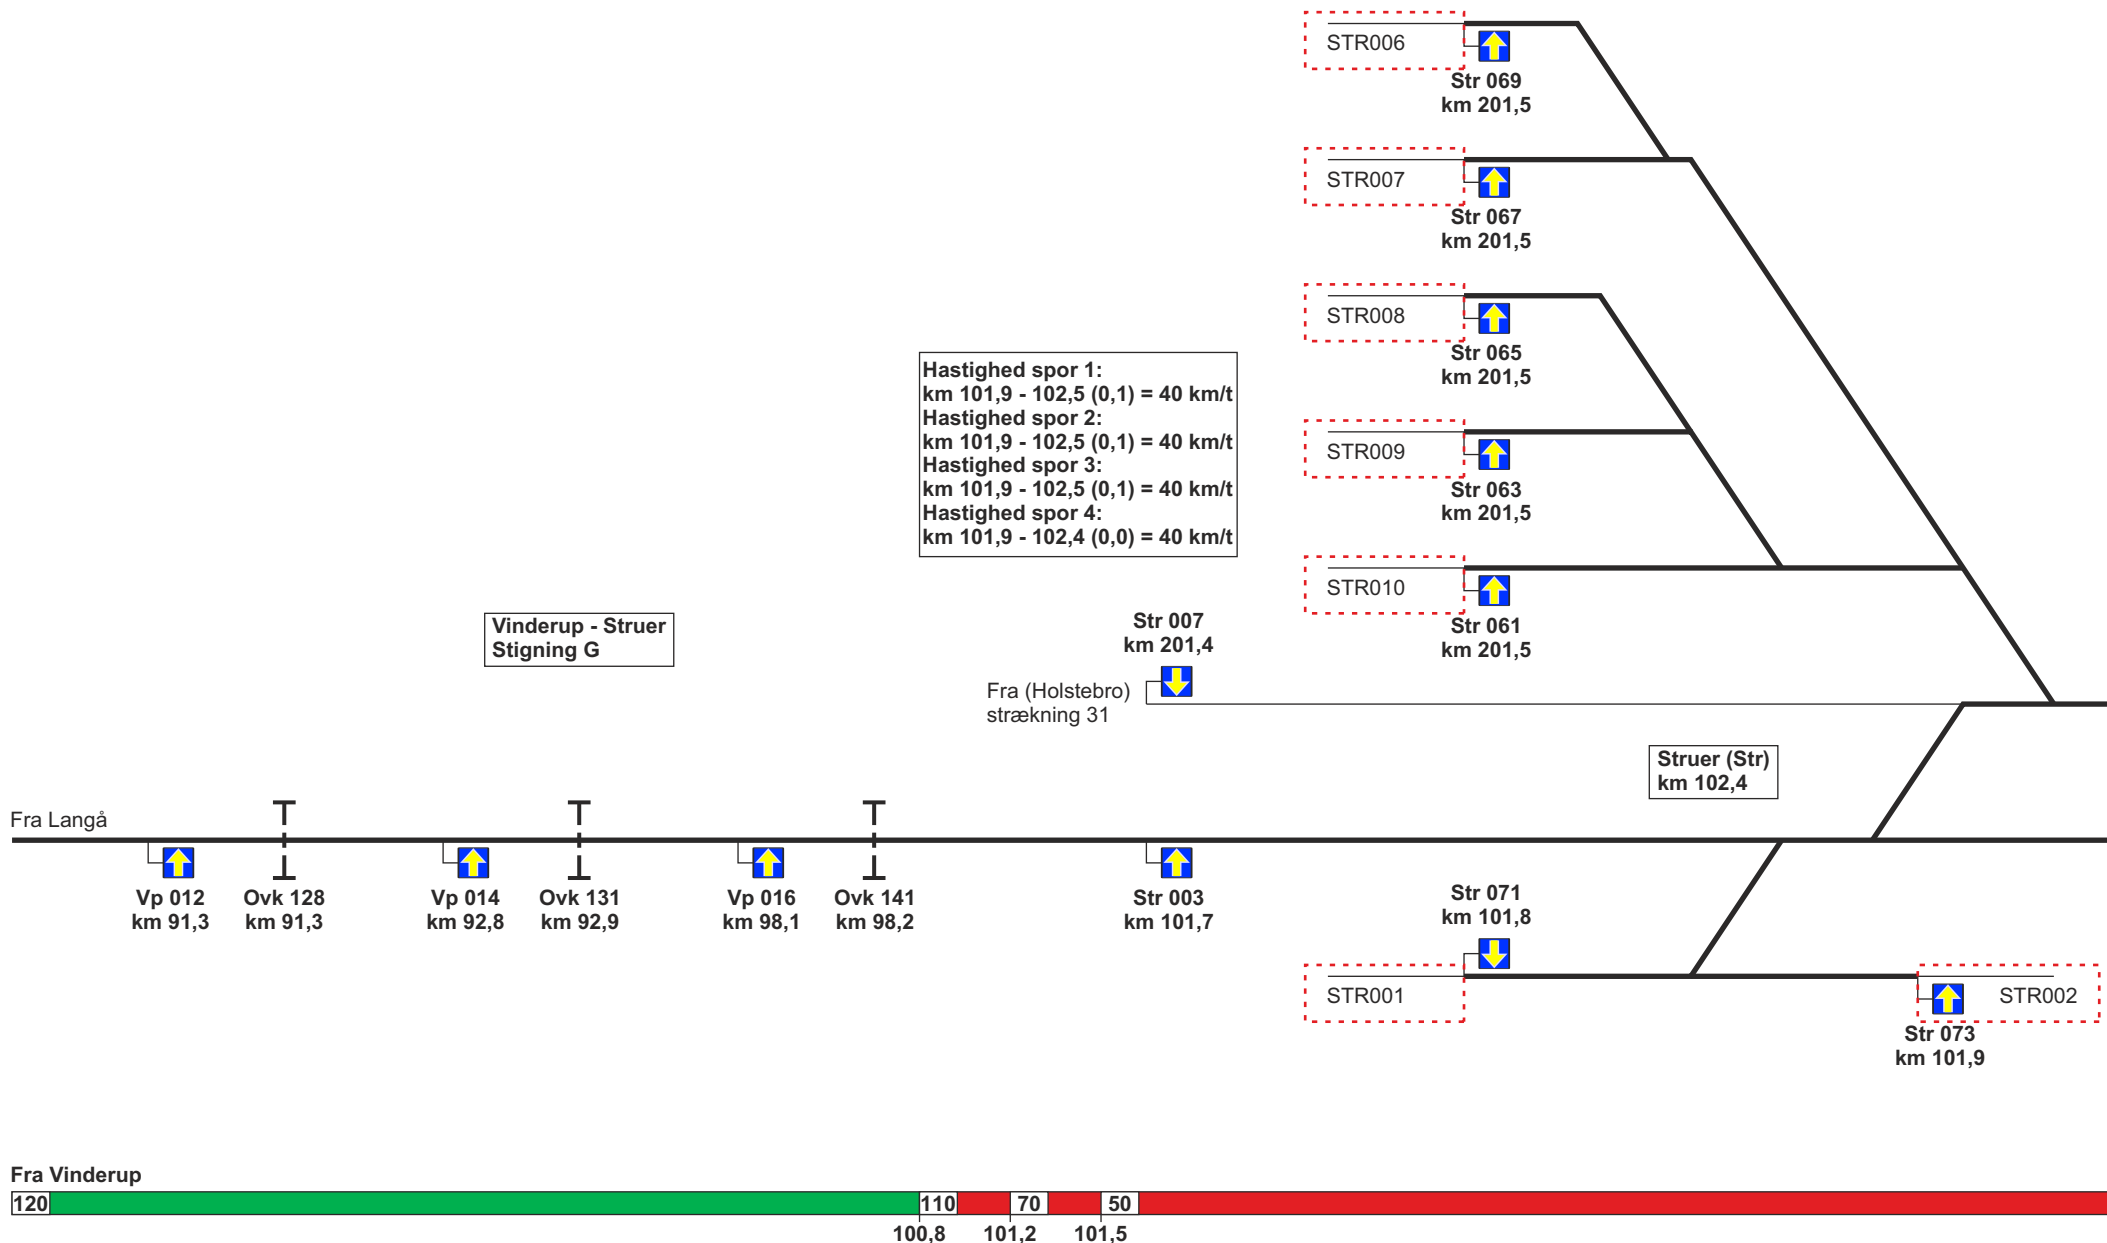 STR006
Str 069
km 201,5
STR007
Str 067
km 201,5
STR008
Str 065
km 201,5
Hastighed spor 1:
km 101,9 - 102,5 (0,1) = 40 km/t
Hastighed spor 2:
km 101,9 - 102,5 (0,1) = 40 km/t
Hastighed spor 3:
km 101,9 - 102,5 (0,1) = 40 km/t
Hastighed spor 4:
km 101,9 - 102,4 (0,0) = 40 km/t
STR009
Str 063
km 201,5
STR010
Str 061
km 201,5
Vinderup - Struer
Stigning G
Str 007
km 201,4
Fra (Holstebro)
strækning 31
Struer (Str)
km 102,4
Fra Langå
Vp 012
km 91,3
Ovk 128
km 91,3
Vp 014
km 92,8
Ovk 131
km 92,9
Vp 016
km 98,1
Ovk 141
km 98,2
Str 003
km 101,7
Str 071
km 101,8
STR001
STR002
Str 073
km 101,9
Fra Vinderup
120 110 70 50
100,8 101,2 101,5